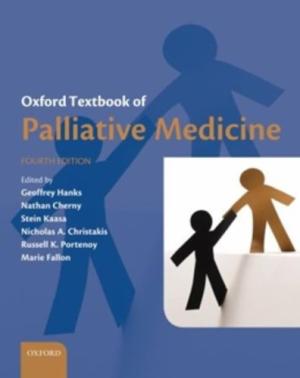 Oxford Textbook of
Palliative Medicine
FOURTH EDITION
Edited by
Geoffrey Hanks
Nathan Cherny
Stein Kaasa
Nicholas A. Christakis
Russell K. Portenoy
Marie Fallon
OXFORD